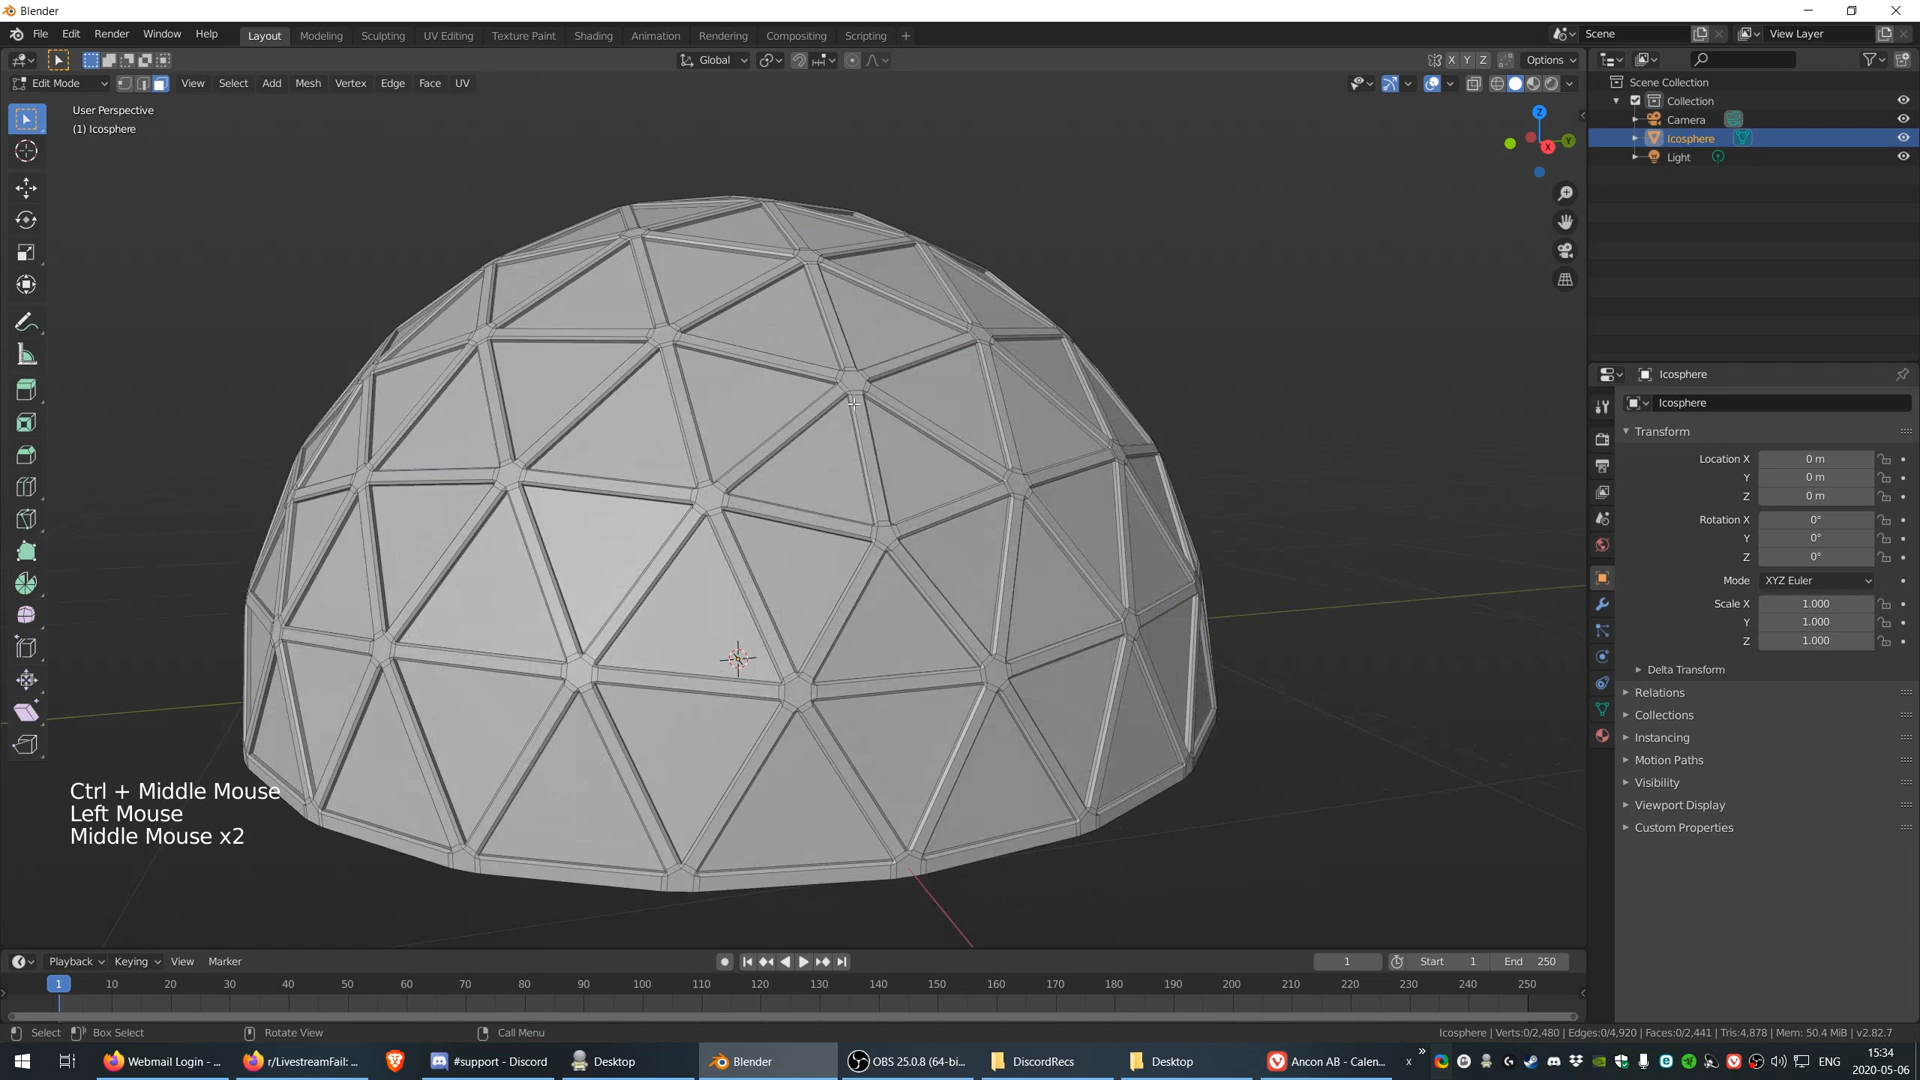 Blender
File Edit Render Window Help Layout Modeling Sculpting UV Editing Texture Paint Shading Animation Rendering Compositing Scripting + Scene View Layer
Global X Y Z Options
Edit Mode View Select Add Mesh Vertex Edge Face UV
User Perspective
(1) Icosphere
Z
Y
X
Scene Collection
Collection
Camera
Icosphere
Light
Icosphere
Icosphere
Transform
Location X 0 m
Y 0 m
Z 0 m
Rotation X 0°
Y 0°
Z 0°
Mode XYZ Euler
Scale X 1.000
Y 1.000
Z 1.000
Delta Transform
Relations
Collections
Instancing
Motion Paths
Visibility
Viewport Display
Custom Properties
Ctrl + Middle Mouse
Left Mouse
Middle Mouse x2
Playback Keying View Marker 1 Start 1 End 250
1 10 20 30 40 50 60 70 80 90 100 110 120 130 140 150 160 170 180 190 200 210 220 230 240 250
Select Box Select Rotate View Call Menu Icosphere | Verts:0/2,480 | Edges:0/4,920 | Faces:0/2,441 | Tris:4,878 | Mem: 50.4 MiB | v2.82.7
Webmail Login - ... r/LivestreamFail: ... #support - Discord Desktop Blender OBS 25.0.8 (64-bi... DiscordRecs Desktop Ancon AB - Calen... ENG 15:34
2020-05-06